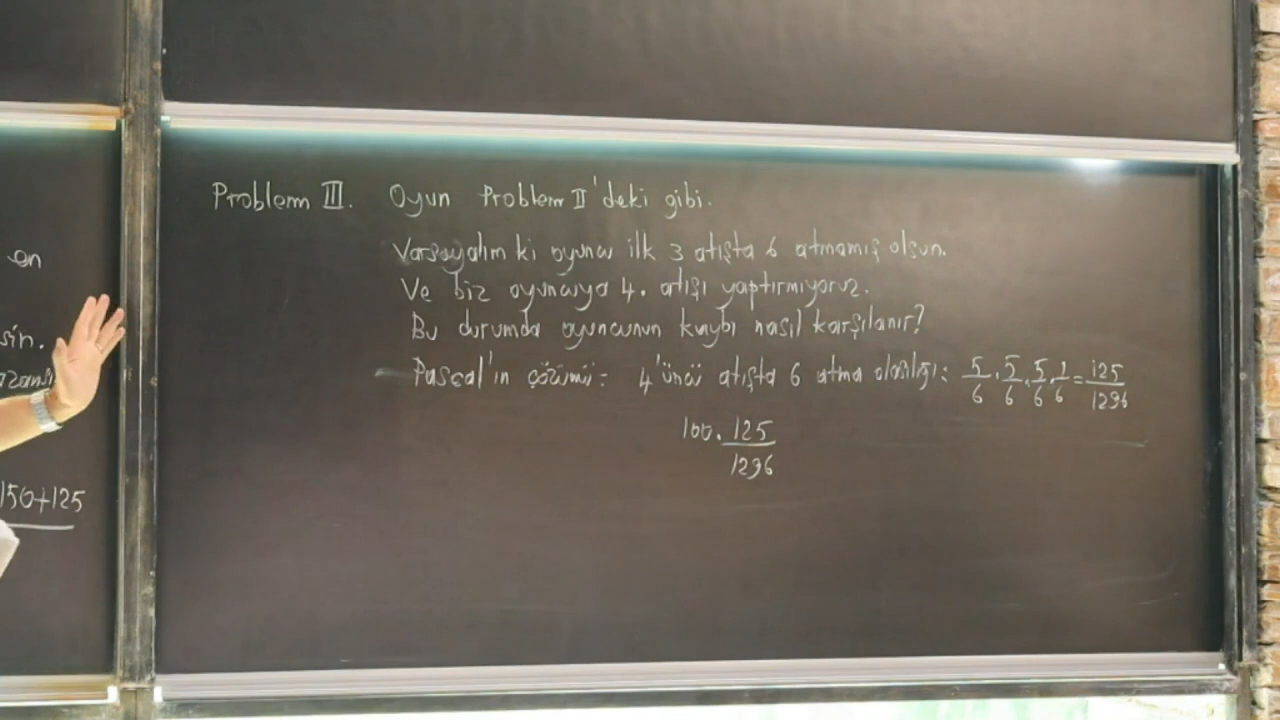 en
sin.
150+125
Problem III. Oyun Problem II'deki gibi.
Varsayalım ki oyuncu ilk 3 atışta 6 atmamış olsun.
Ve biz oyuncuya 4. atışı yaptırmıyoruz.
Bu durumda oyuncunun kaybı nasıl karşılanır?
Pascal'ın çözümü: 4'üncü atışta 6 atma olasılığı: 5/6 . 5/6 . 5/6 . 1/6 = 125/1296
100 . 125/1296